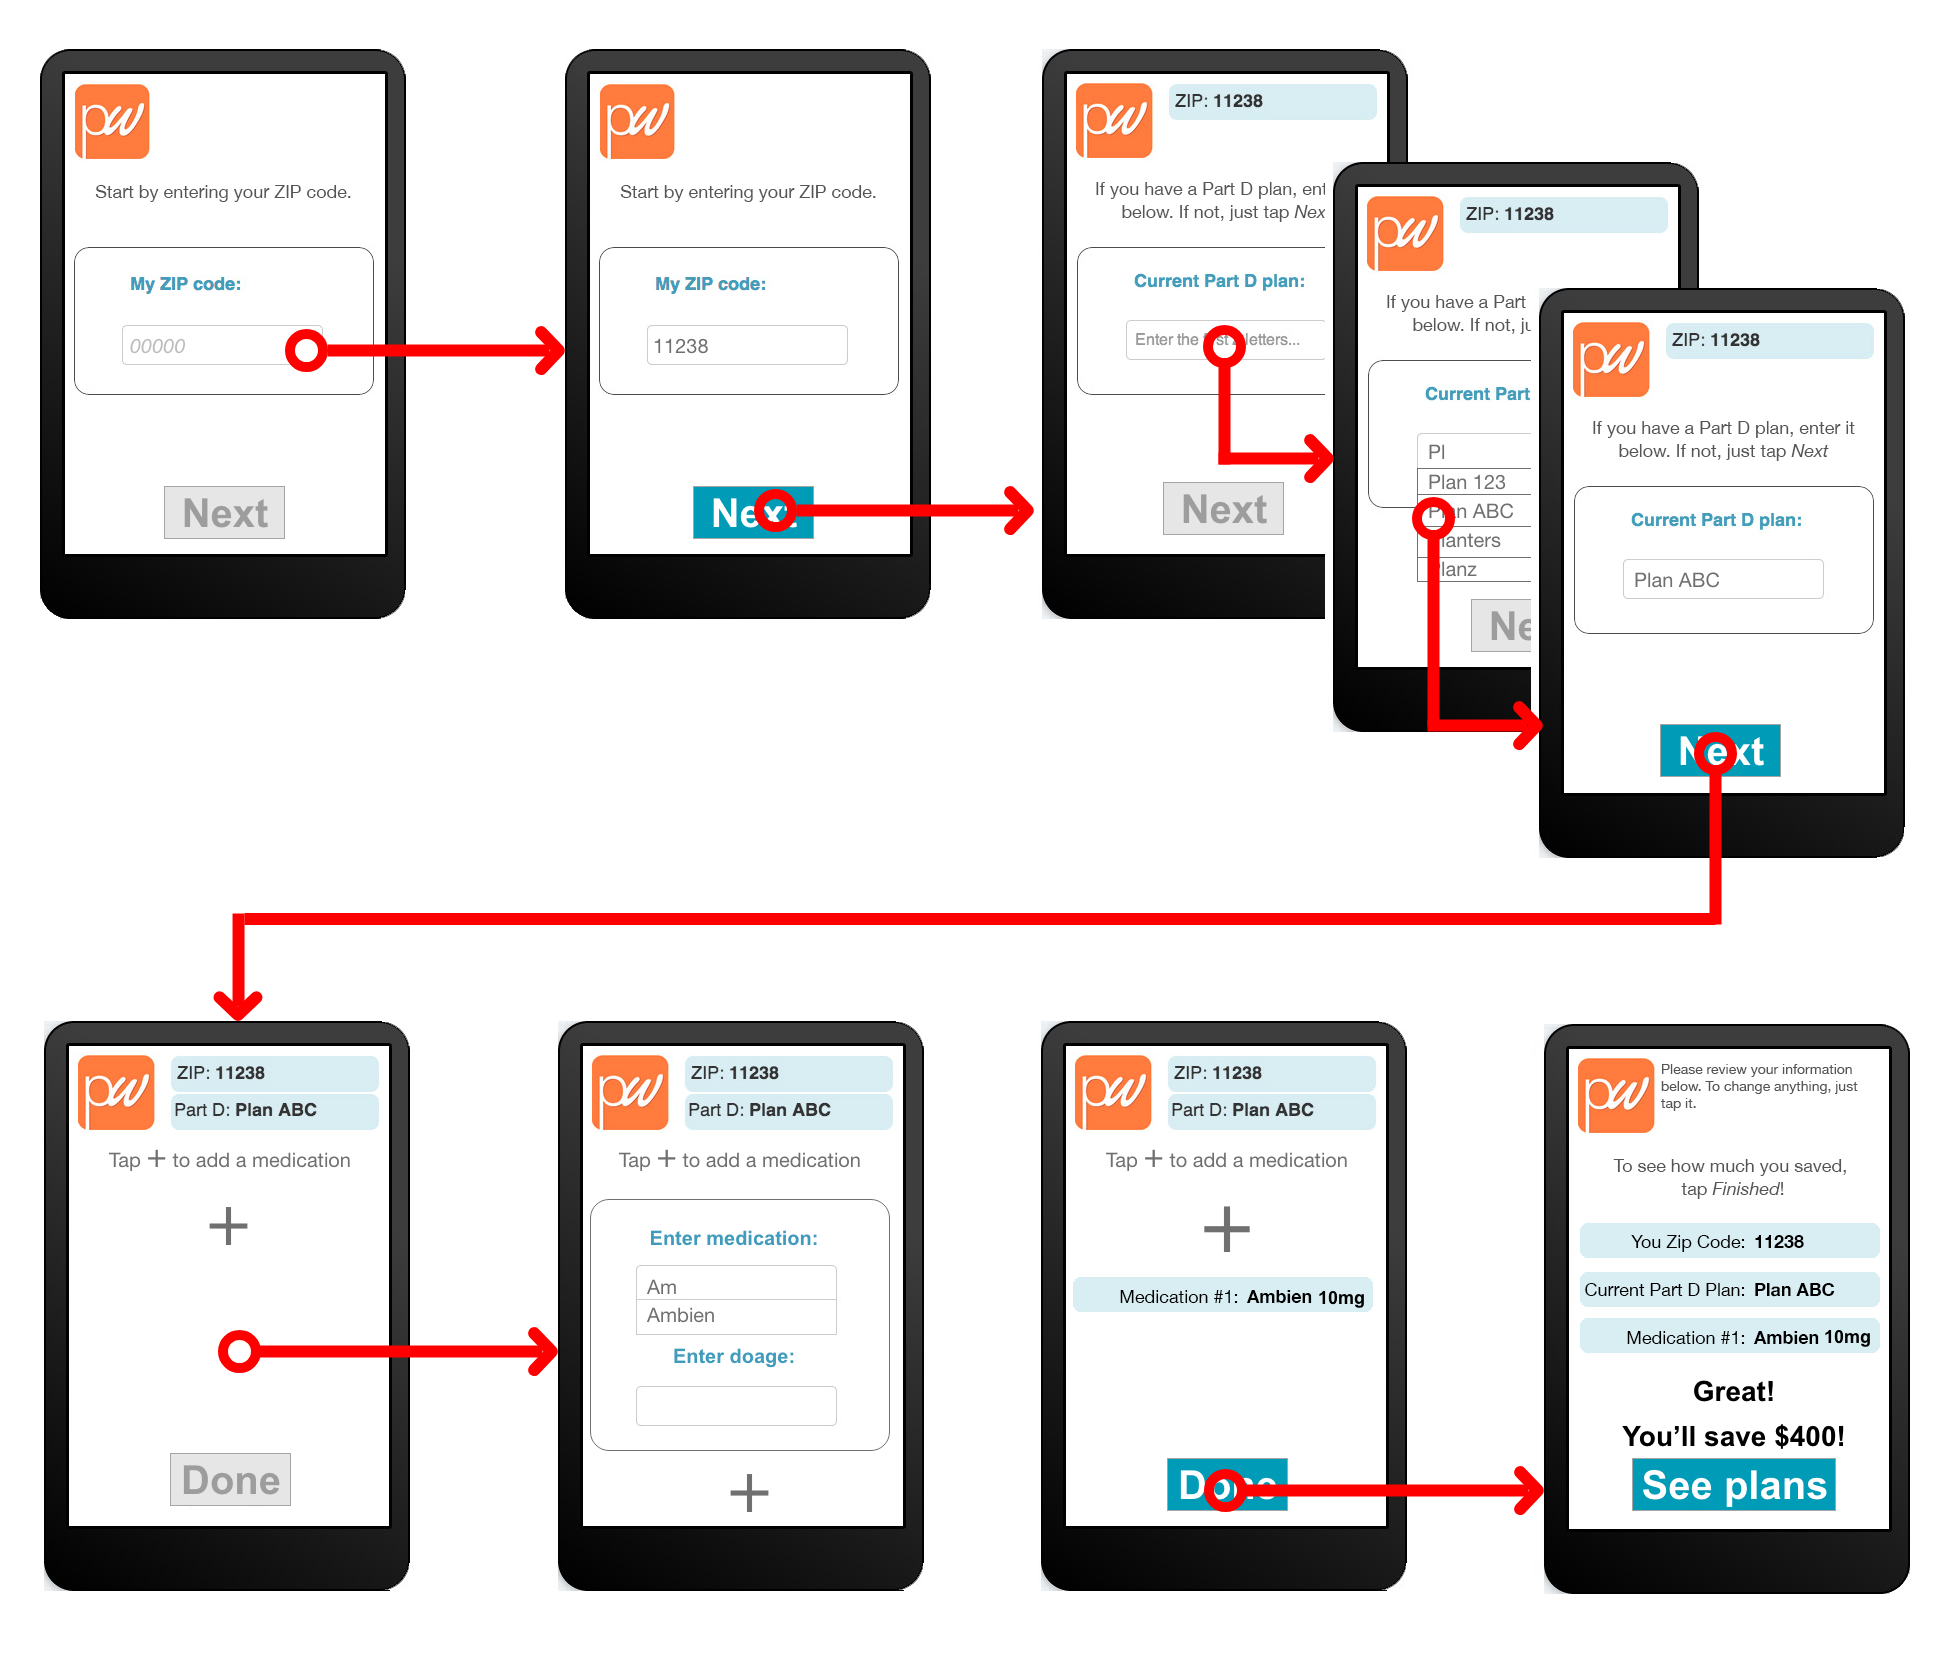 pw
Start by entering your ZIP code.
My ZIP code:
00000
Next
pw
Start by entering your ZIP code.
My ZIP code:
11238
Next
pw
ZIP: 11238
If you have a Part D plan, ent
below. If not, just tap Nex
Current Part D plan:
Enter the letters...
Next
pw
ZIP: 11238
If you have a Part
below. If not, ju
Current Part
Pl
Plan 123
Plan ABC
Planters
Planz
Ne
pw
ZIP: 11238
If you have a Part D plan, enter it
below. If not, just tap Next
Current Part D plan:
Plan ABC
Next
pw
ZIP: 11238
Part D: Plan ABC
Tap + to add a medication
+
Done
pw
ZIP: 11238
Part D: Plan ABC
Tap + to add a medication
Enter medication:
Am
Ambien
Enter doage:
+
pw
ZIP: 11238
Part D: Plan ABC
Tap + to add a medication
+
Medication #1: Ambien 10mg
Done
pw
Please review your information
below. To change anything, just
tap it.
To see how much you saved,
tap Finished!
You Zip Code: 11238
Current Part D Plan: Plan ABC
Medication #1: Ambien 10mg
Great!
You'll save $400!
See plans